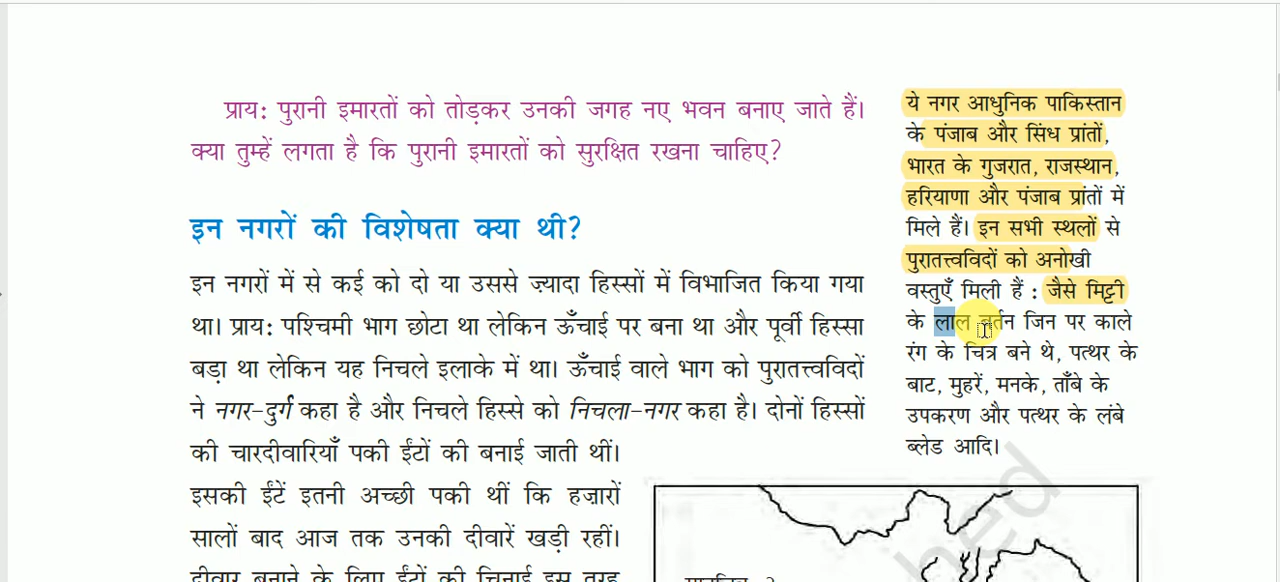 प्राय: पुरानी इमारतों को तोड़कर उनकी जगह नए भवन बनाए जाते हैं।
क्या तुम्हें लगता है कि पुरानी इमारतों को सुरक्षित रखना चाहिए?
इन नगरों की विशेषता क्या थी?
इन नगरों में से कई को दो या उससे ज़्यादा हिस्सों में विभाजित किया गया
था। प्राय: पश्चिमी भाग छोटा था लेकिन ऊँचाई पर बना था और पूर्वी हिस्सा
बड़ा था लेकिन यह निचले इलाके में था। ऊँचाई वाले भाग को पुरातत्त्वविदों
ने नगर-दुर्ग कहा है और निचले हिस्से को निचला-नगर कहा है। दोनों हिस्सों
की चारदीवारियाँ पकी ईंटों की बनाई जाती थीं।
इसकी ईंटें इतनी अच्छी पकी थीं कि हज़ारों
सालों बाद आज तक उनकी दीवारें खड़ी रहीं।
दीवार बनाने के लिए ईंटों की चिनाई इस तरह
ये नगर आधुनिक पाकिस्तान
के पंजाब और सिंध प्रांतों,
भारत के गुजरात, राजस्थान,
हरियाणा और पंजाब प्रांतों में
मिले हैं। इन सभी स्थलों से
पुरातत्त्वविदों को अनोखी
वस्तुएँ मिली हैं : जैसे मिट्टी
के लाल बर्तन जिन पर काले
रंग के चित्र बने थे, पत्थर के
बाट, मुहरें, मनके, ताँबे के
उपकरण और पत्थर के लंबे
ब्लेड आदि।
hed